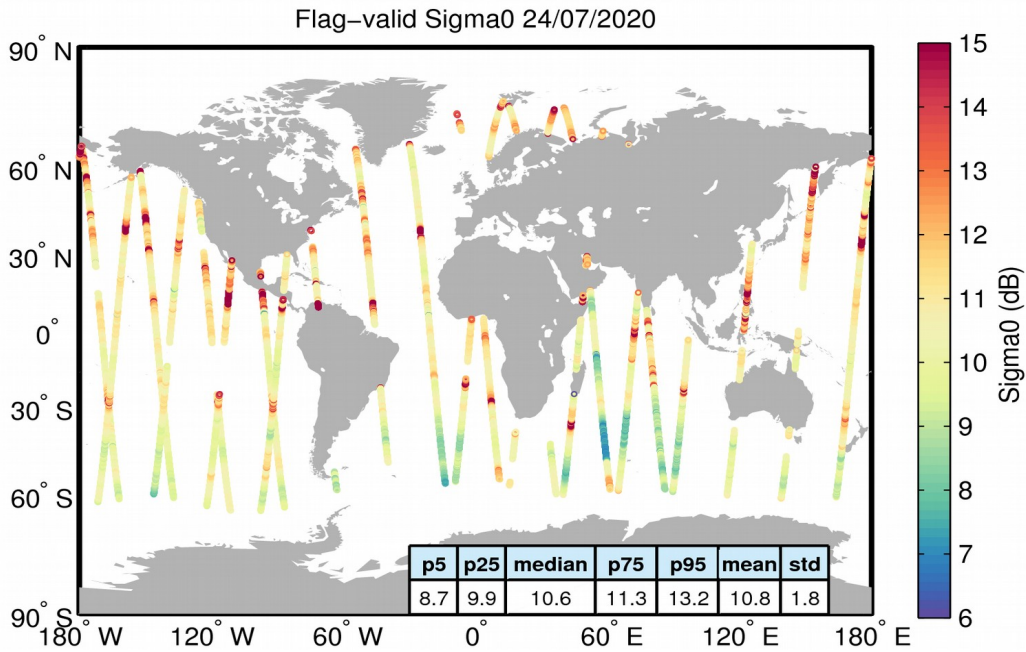 Flag−valid Sigma0 24/07/2020
90° N
60° N
30° N
0°
30° S
60° S
90° S
180° W
120° W
60° W
0°
60° E
120° E
180° E
15
14
13
12
11
10
9
8
7
6
Sigma0 (dB)
p5 p25 median p75 p95 mean std
8.7 9.9 10.6 11.3 13.2 10.8 1.8